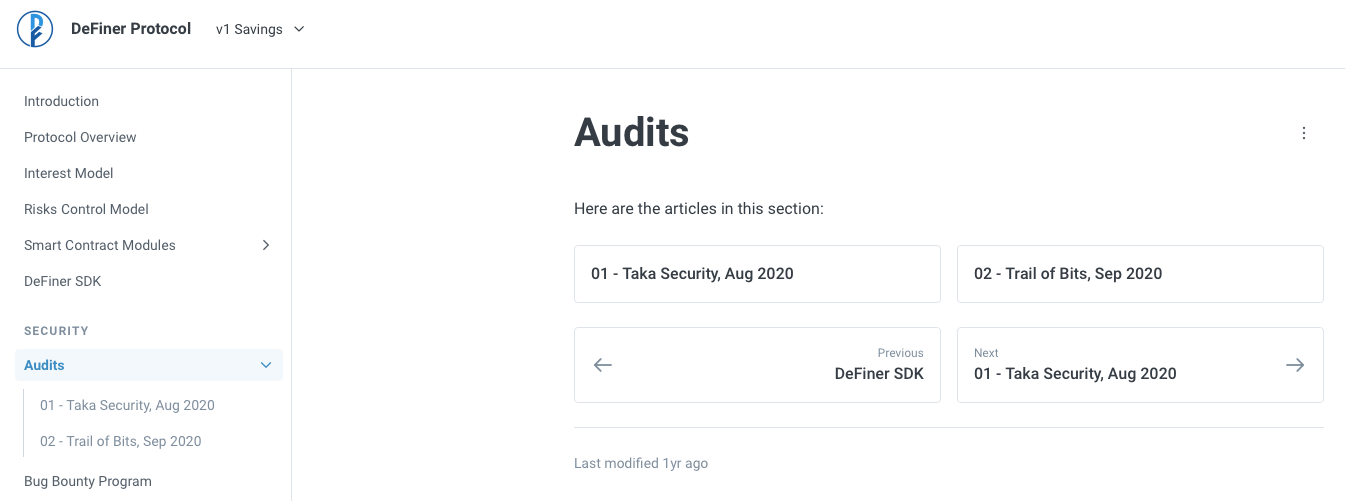 DeFiner Protocol
v1 Savings
Introduction
Protocol Overview
Interest Model
Risks Control Model
Smart Contract Modules
DeFiner SDK
SECURITY
Audits
01 - Taka Security, Aug 2020
02 - Trail of Bits, Sep 2020
Bug Bounty Program
Audits
Here are the articles in this section:
01 - Taka Security, Aug 2020
02 - Trail of Bits, Sep 2020
Previous
DeFiner SDK
Next
01 - Taka Security, Aug 2020
Last modified 1yr ago